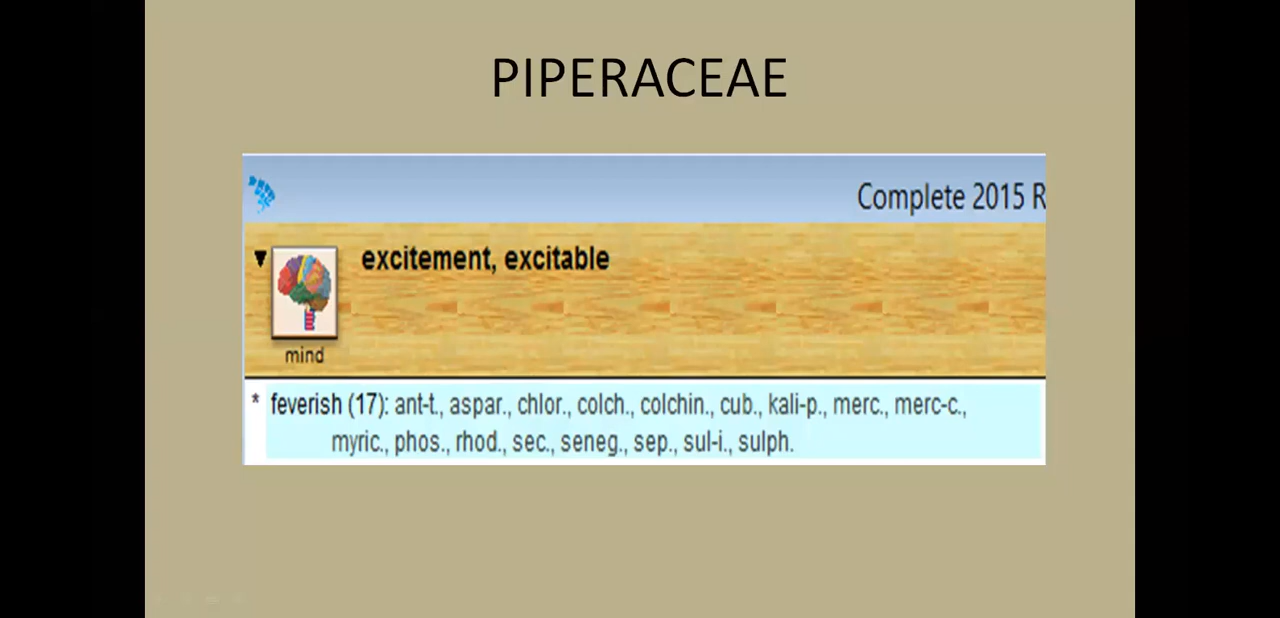 PIPERACEAE
Complete 2015 R
▼ excitement, excitable
mind
* feverish (17): ant-t., aspar., chlor., colch., colchin., cub., kali-p., merc., merc-c.,
myric., phos., rhod., sec., seneg., sep., sul-i., sulph.